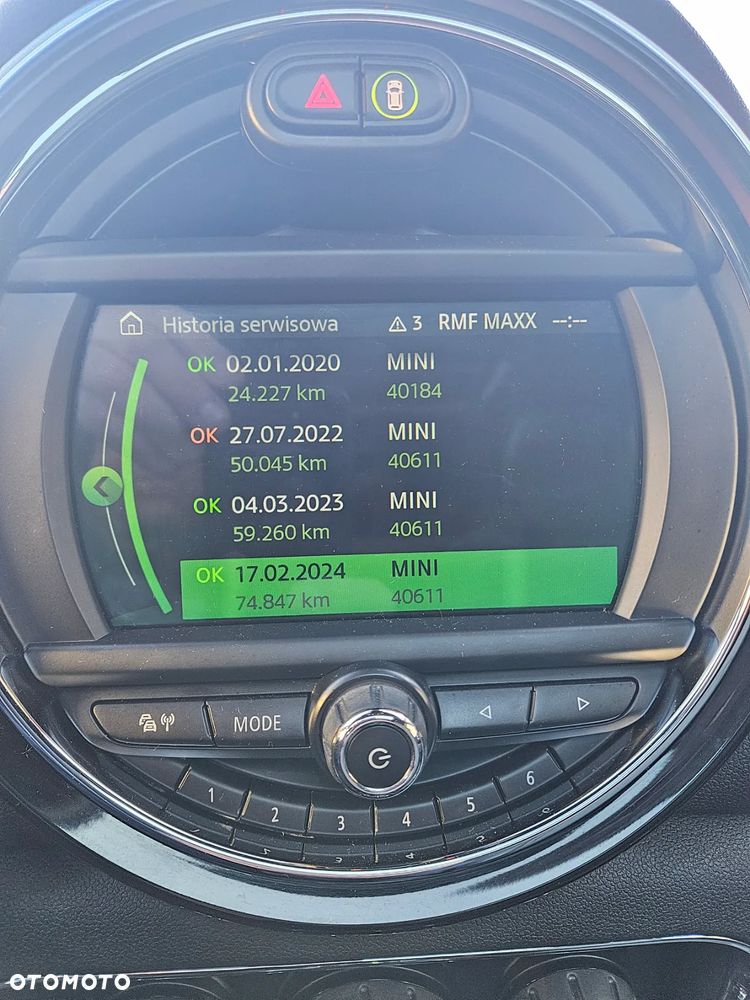 Historia serwisowa 3 RMF MAXX --:--
OK 02.01.2020 MINI
24.227 km 40184
OK 27.07.2022 MINI
50.045 km 40611
OK 04.03.2023 MINI
59.260 km 40611
OK 17.02.2024 MINI
74.847 km 40611
MODE
1 2 3 4 5 6
OTOMOTO